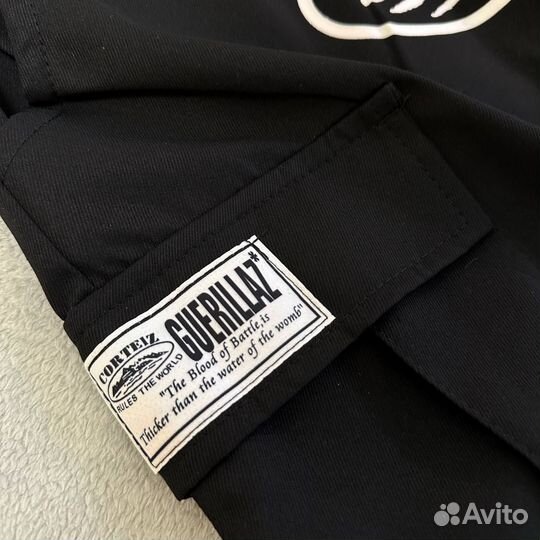 CORTEIZ
RULES THE WORLD
GUERILLAZ*
"The Blood of Battle,is
Thicker than the water of the womb"
Avito